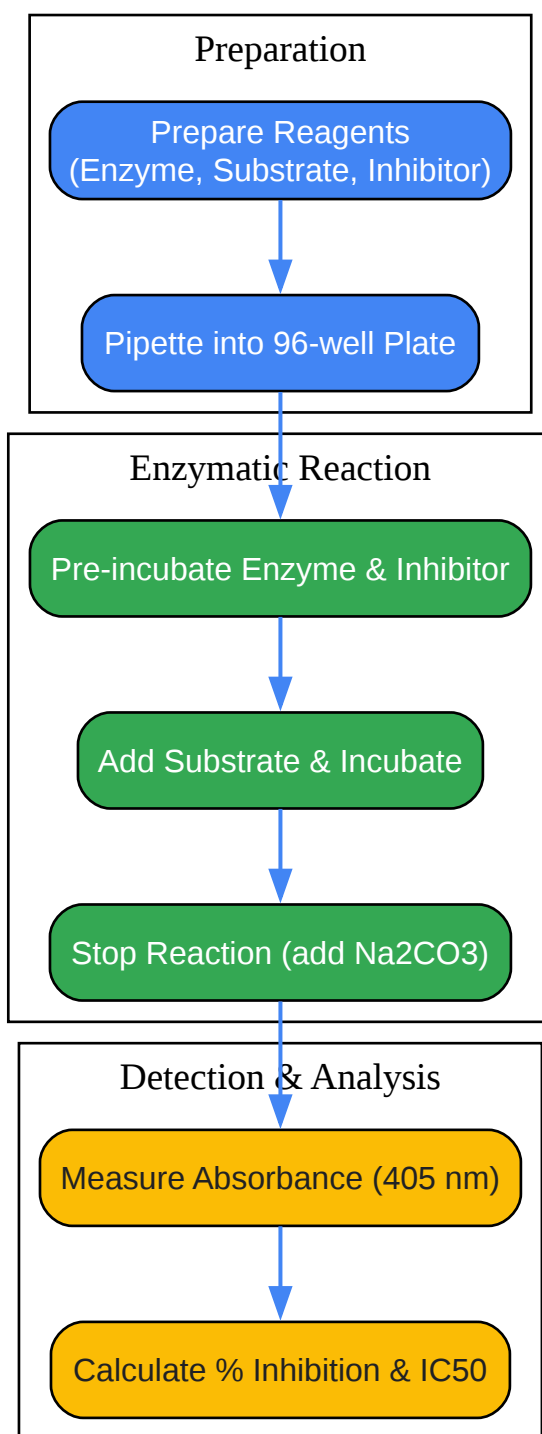 Preparation
Prepare Reagents
(Enzyme, Substrate, Inhibitor)
Pipette into 96-well Plate
Enzymatic Reaction
Pre-incubate Enzyme & Inhibitor
Add Substrate & Incubate
Stop Reaction (add Na2CO3)
Detection & Analysis
Measure Absorbance (405 nm)
Calculate % Inhibition & IC50